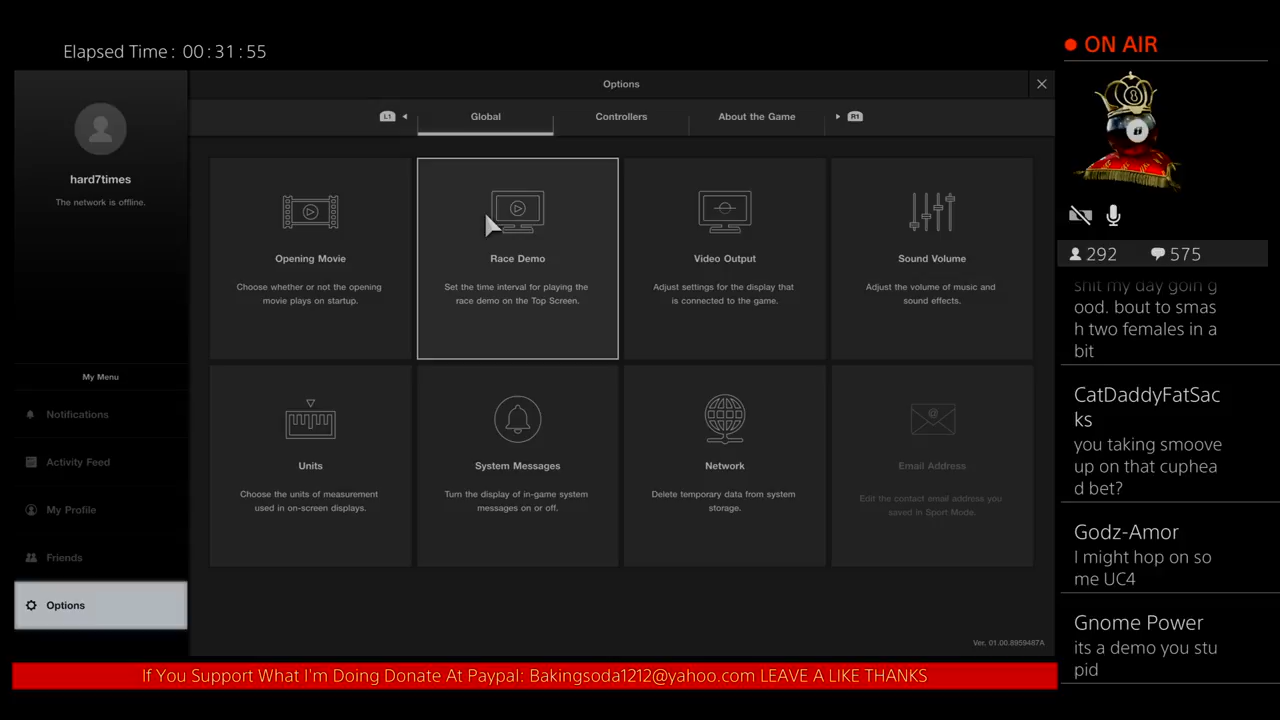 Elapsed Time : 00:31:55
ON AIR
Options
L1
Global
Controllers
About the Game
R1
hard7times
The network is offline.
292
575
shit my day goin g
ood. bout to smas
h two females in a
bit
Opening Movie
Choose whether or not the opening
movie plays on startup.
Race Demo
Set the time interval for playing the
race demo on the Top Screen.
Video Output
Adjust settings for the display that
is connected to the game.
Sound Volume
Adjust the volume of music and
sound effects.
My Menu
Notifications
Activity Feed
My Profile
Friends
Options
Units
Choose the units of measurement
used in on-screen displays.
System Messages
Turn the display of in-game system
messages on or off.
Network
Delete temporary data from system
storage.
Email Address
Edit the contact email address you
saved in Sport Mode.
CatDaddyFatSac
ks
you taking smoove
up on that cuphea
d bet?
Godz-Amor
I might hop on so
me UC4
Gnome Power
its a demo you stu
pid
Ver. 01.00.8959487A
If You Support What I'm Doing Donate At Paypal: Bakingsoda1212@yahoo.com LEAVE A LIKE THANKS